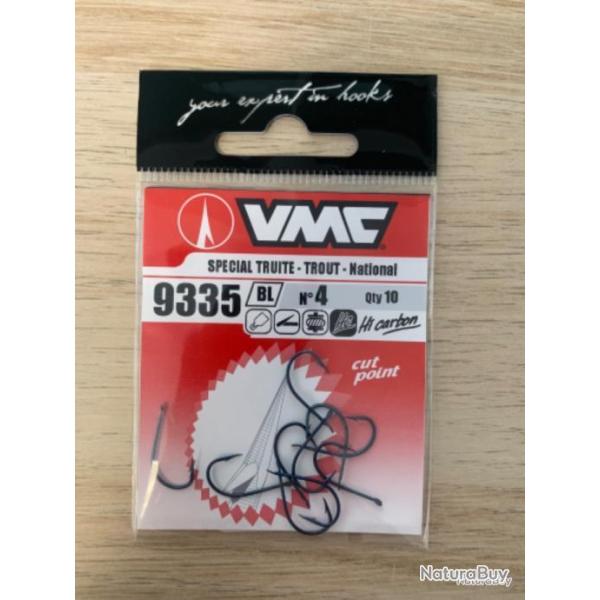 your expert in hooks
VMC
SPECIAL TRUITE - TROUT - National
9335 BL N°4 Qty 10
Hc Hi carbon
cut
point
NaturaBuy